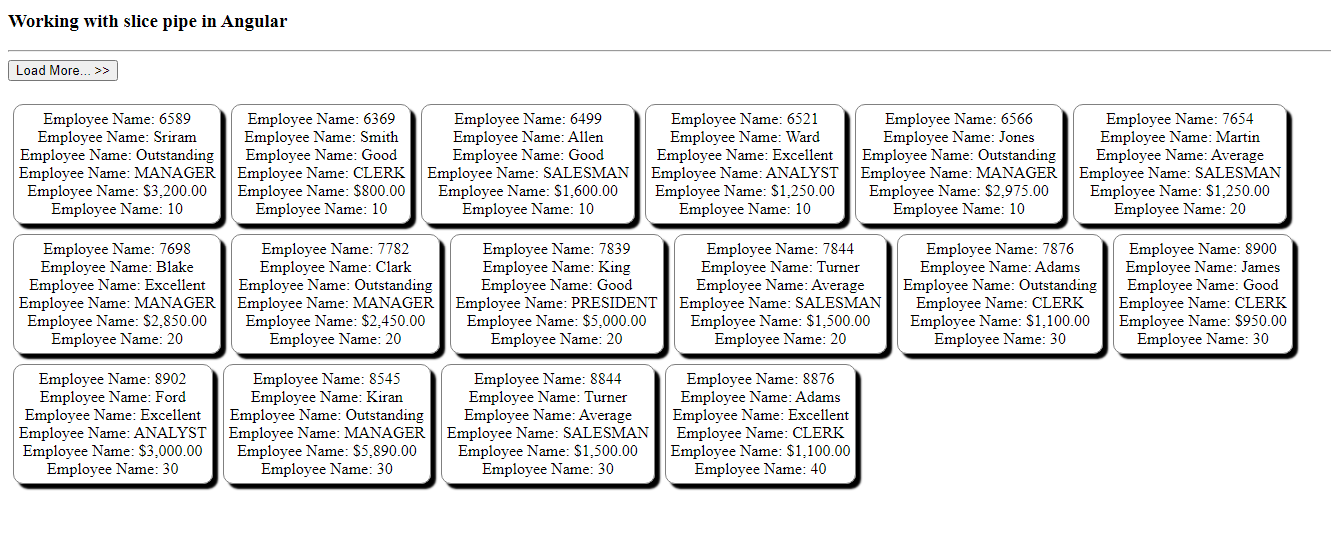 Working with slice pipe in Angular
Load More... >>
Employee Name: 6589
Employee Name: Sriram
Employee Name: Outstanding
Employee Name: MANAGER
Employee Name: $3,200.00
Employee Name: 10
Employee Name: 6369
Employee Name: Smith
Employee Name: Good
Employee Name: CLERK
Employee Name: $800.00
Employee Name: 10
Employee Name: 6499
Employee Name: Allen
Employee Name: Good
Employee Name: SALESMAN
Employee Name: $1,600.00
Employee Name: 10
Employee Name: 6521
Employee Name: Ward
Employee Name: Excellent
Employee Name: ANALYST
Employee Name: $1,250.00
Employee Name: 10
Employee Name: 6566
Employee Name: Jones
Employee Name: Outstanding
Employee Name: MANAGER
Employee Name: $2,975.00
Employee Name: 10
Employee Name: 7654
Employee Name: Martin
Employee Name: Average
Employee Name: SALESMAN
Employee Name: $1,250.00
Employee Name: 20
Employee Name: 7698
Employee Name: Blake
Employee Name: Excellent
Employee Name: MANAGER
Employee Name: $2,850.00
Employee Name: 20
Employee Name: 7782
Employee Name: Clark
Employee Name: Outstanding
Employee Name: MANAGER
Employee Name: $2,450.00
Employee Name: 20
Employee Name: 7839
Employee Name: King
Employee Name: Good
Employee Name: PRESIDENT
Employee Name: $5,000.00
Employee Name: 20
Employee Name: 7844
Employee Name: Turner
Employee Name: Average
Employee Name: SALESMAN
Employee Name: $1,500.00
Employee Name: 20
Employee Name: 7876
Employee Name: Adams
Employee Name: Outstanding
Employee Name: CLERK
Employee Name: $1,100.00
Employee Name: 30
Employee Name: 8900
Employee Name: James
Employee Name: Good
Employee Name: CLERK
Employee Name: $950.00
Employee Name: 30
Employee Name: 8902
Employee Name: Ford
Employee Name: Excellent
Employee Name: ANALYST
Employee Name: $3,000.00
Employee Name: 30
Employee Name: 8545
Employee Name: Kiran
Employee Name: Outstanding
Employee Name: MANAGER
Employee Name: $5,890.00
Employee Name: 30
Employee Name: 8844
Employee Name: Turner
Employee Name: Average
Employee Name: SALESMAN
Employee Name: $1,500.00
Employee Name: 30
Employee Name: 8876
Employee Name: Adams
Employee Name: Excellent
Employee Name: CLERK
Employee Name: $1,100.00
Employee Name: 40